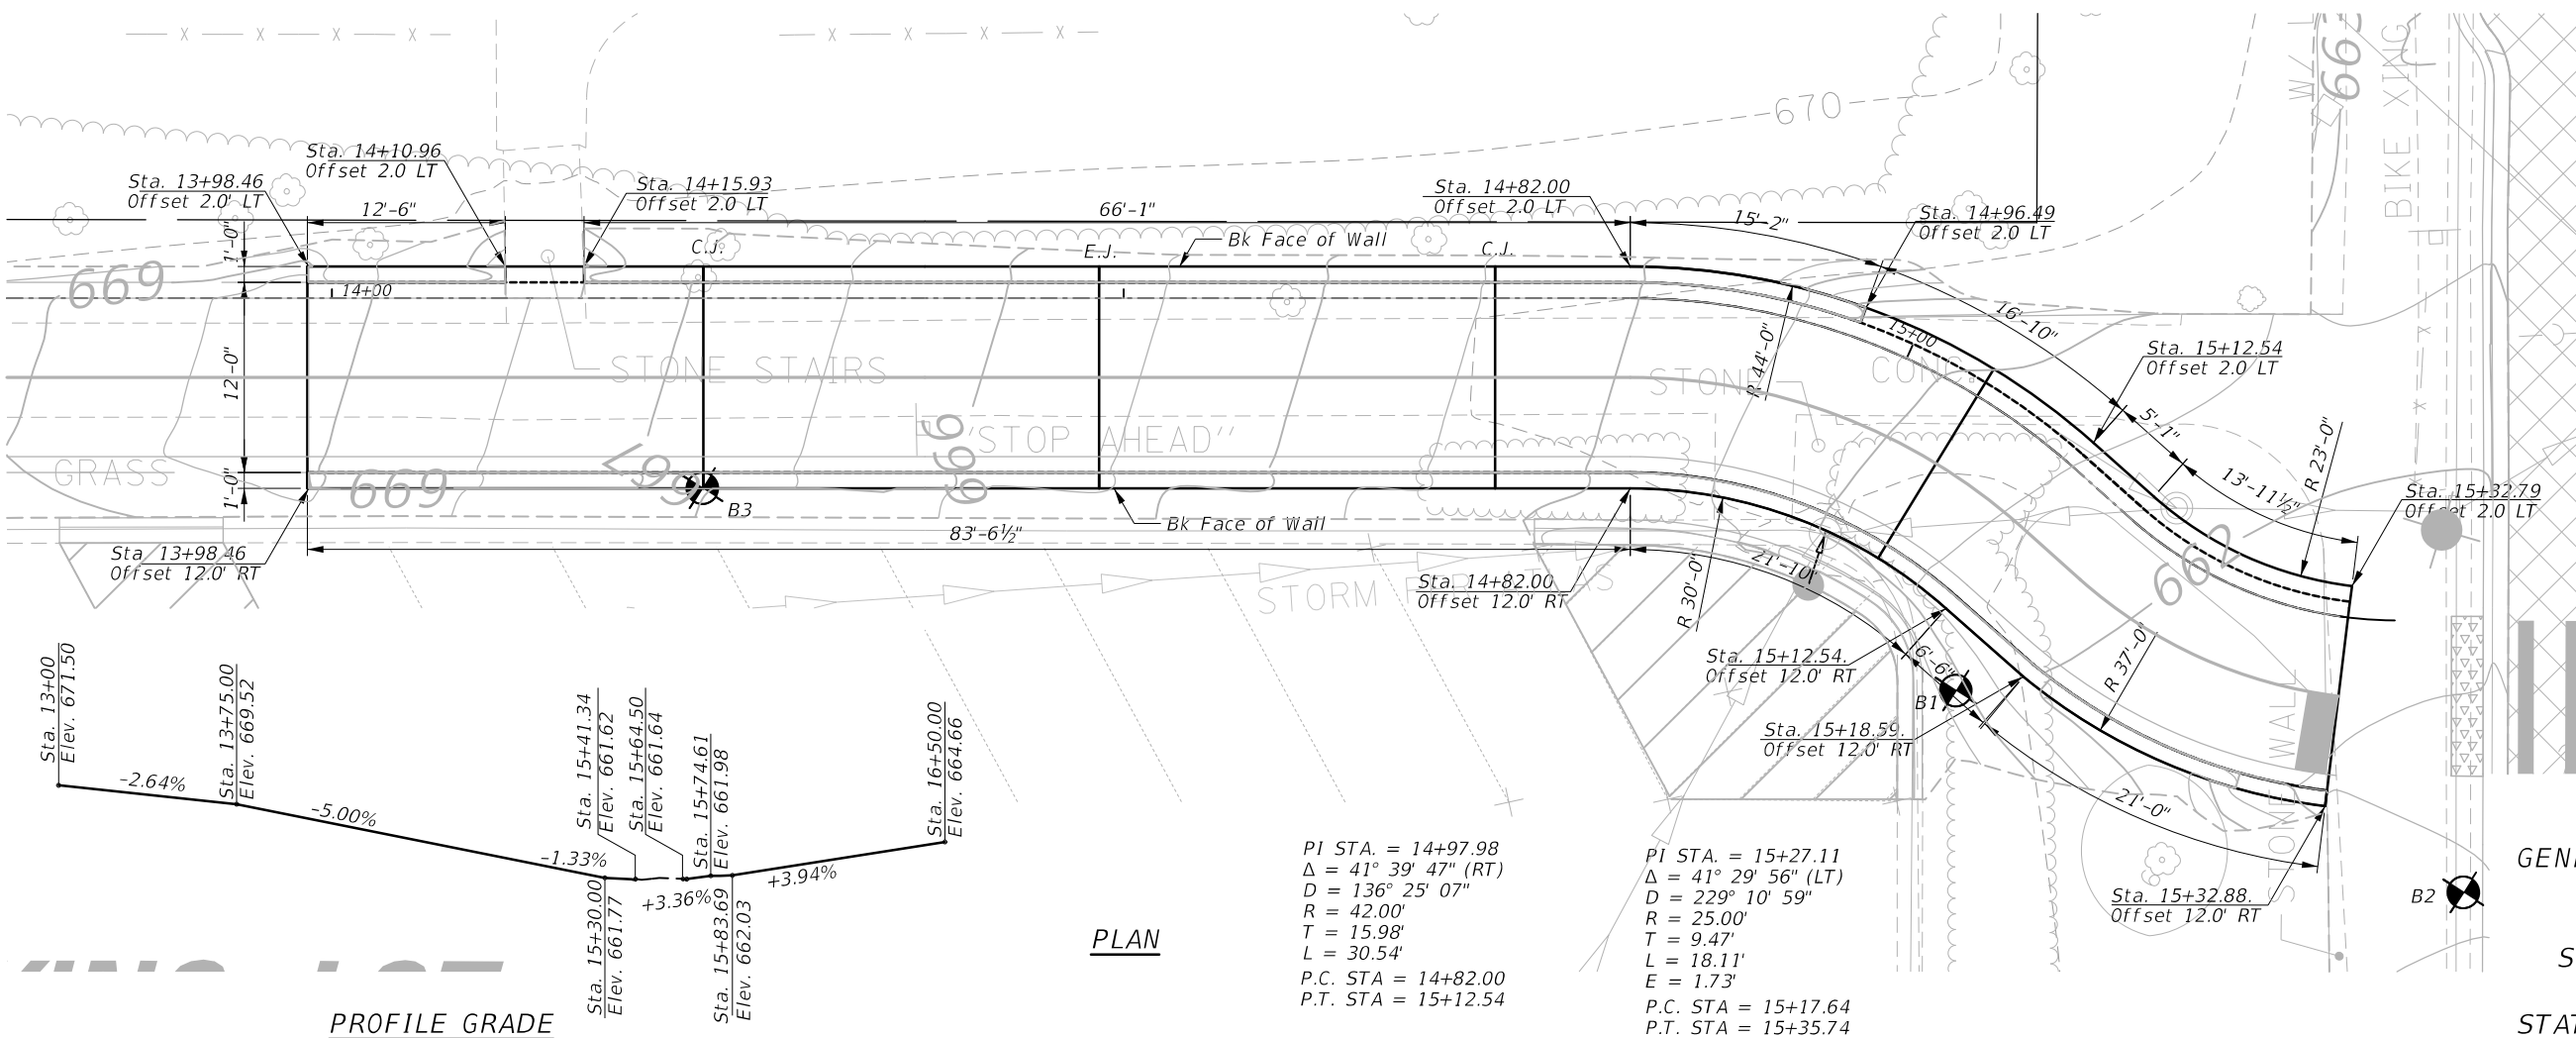 670
BIKE XING
Sta. 14+10.96
Offset 2.0 LT
Sta. 13+98.46
Offset 2.0 LT
Sta. 14+15.93
Offset 2.0 LT
Sta. 14+82.00
Offset 2.0 LT
Sta. 14+96.49
Offset 2.0 LT
12'-6"
66'-1"
15'-2"
1'-0"
C.J.
E.J.
Bk Face of Wall
C.J.
669
14+00
12'-0"
STONE STAIRS
R 44'-0"
STONE
CONC.
15+00
16'-10"
Sta. 15+12.54
Offset 2.0 LT
5'-1"
R 23'-0"
13'-11½"
Sta. 15+32.79
Offset 2.0 LT
"STOP AHEAD"
GRASS
669
667
666
1'-0"
B3
Bk Face of Wall
83'-6½"
Sta. 13+98.46
Offset 12.0' RT
Sta. 14+82.00
Offset 12.0' RT
21'-10"
R 30'-0"
667
Sta. 15+12.54.
Offset 12.0' RT
6'-6"
B1
R 37'-0"
Sta. 15+18.59.
Offset 12.0' RT
STONE WALL
21'-0"
Sta. 15+32.88.
Offset 12.0' RT
B2
GENE
Sta. 13+00
Elev. 671.50
Sta. 13+75.00
Elev. 669.52
Sta. 15+41.34
Elev. 661.62
Sta. 15+64.50
Elev. 661.64
Sta. 15+74.61
Elev. 661.98
Sta. 16+50.00
Elev. 664.66
-2.64%
-5.00%
-1.33%
+3.36%
+3.94%
Sta. 15+30.00
Elev. 661.77
Sta. 15+83.69
Elev. 662.03
PROFILE GRADE
PLAN
PI STA. = 14+97.98
Δ = 41° 39' 47" (RT)
D = 136° 25' 07"
R = 42.00'
T = 15.98'
L = 30.54'
P.C. STA = 14+82.00
P.T. STA = 15+12.54
PI STA. = 15+27.11
Δ = 41° 29' 56" (LT)
D = 229° 10' 59"
R = 25.00'
T = 9.47'
L = 18.11'
E = 1.73'
P.C. STA = 15+17.64
P.T. STA = 15+35.74
S
STAT